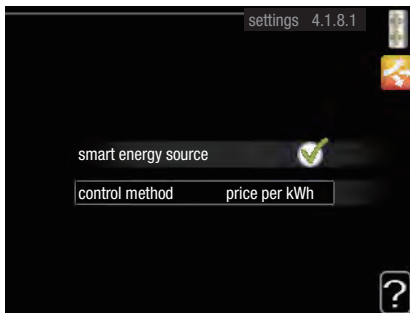 settings 4.1.8.1
smart energy source
control method price per kWh
?